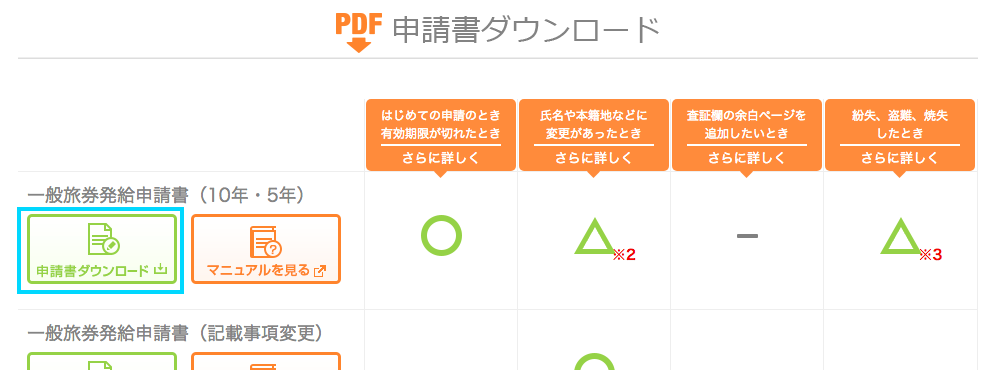 PDF 申請書ダウンロード
はじめての申請のとき
有効期限が切れたとき
さらに詳しく
氏名や本籍地などに
変更があったとき
さらに詳しく
査証欄の余白ページを
追加したいとき
さらに詳しく
紛失、盗難、焼失
したとき
さらに詳しく
一般旅券発給申請書（10年・5年）
申請書ダウンロード
マニュアルを見る
※2
※3
一般旅券発給申請書（記載事項変更）